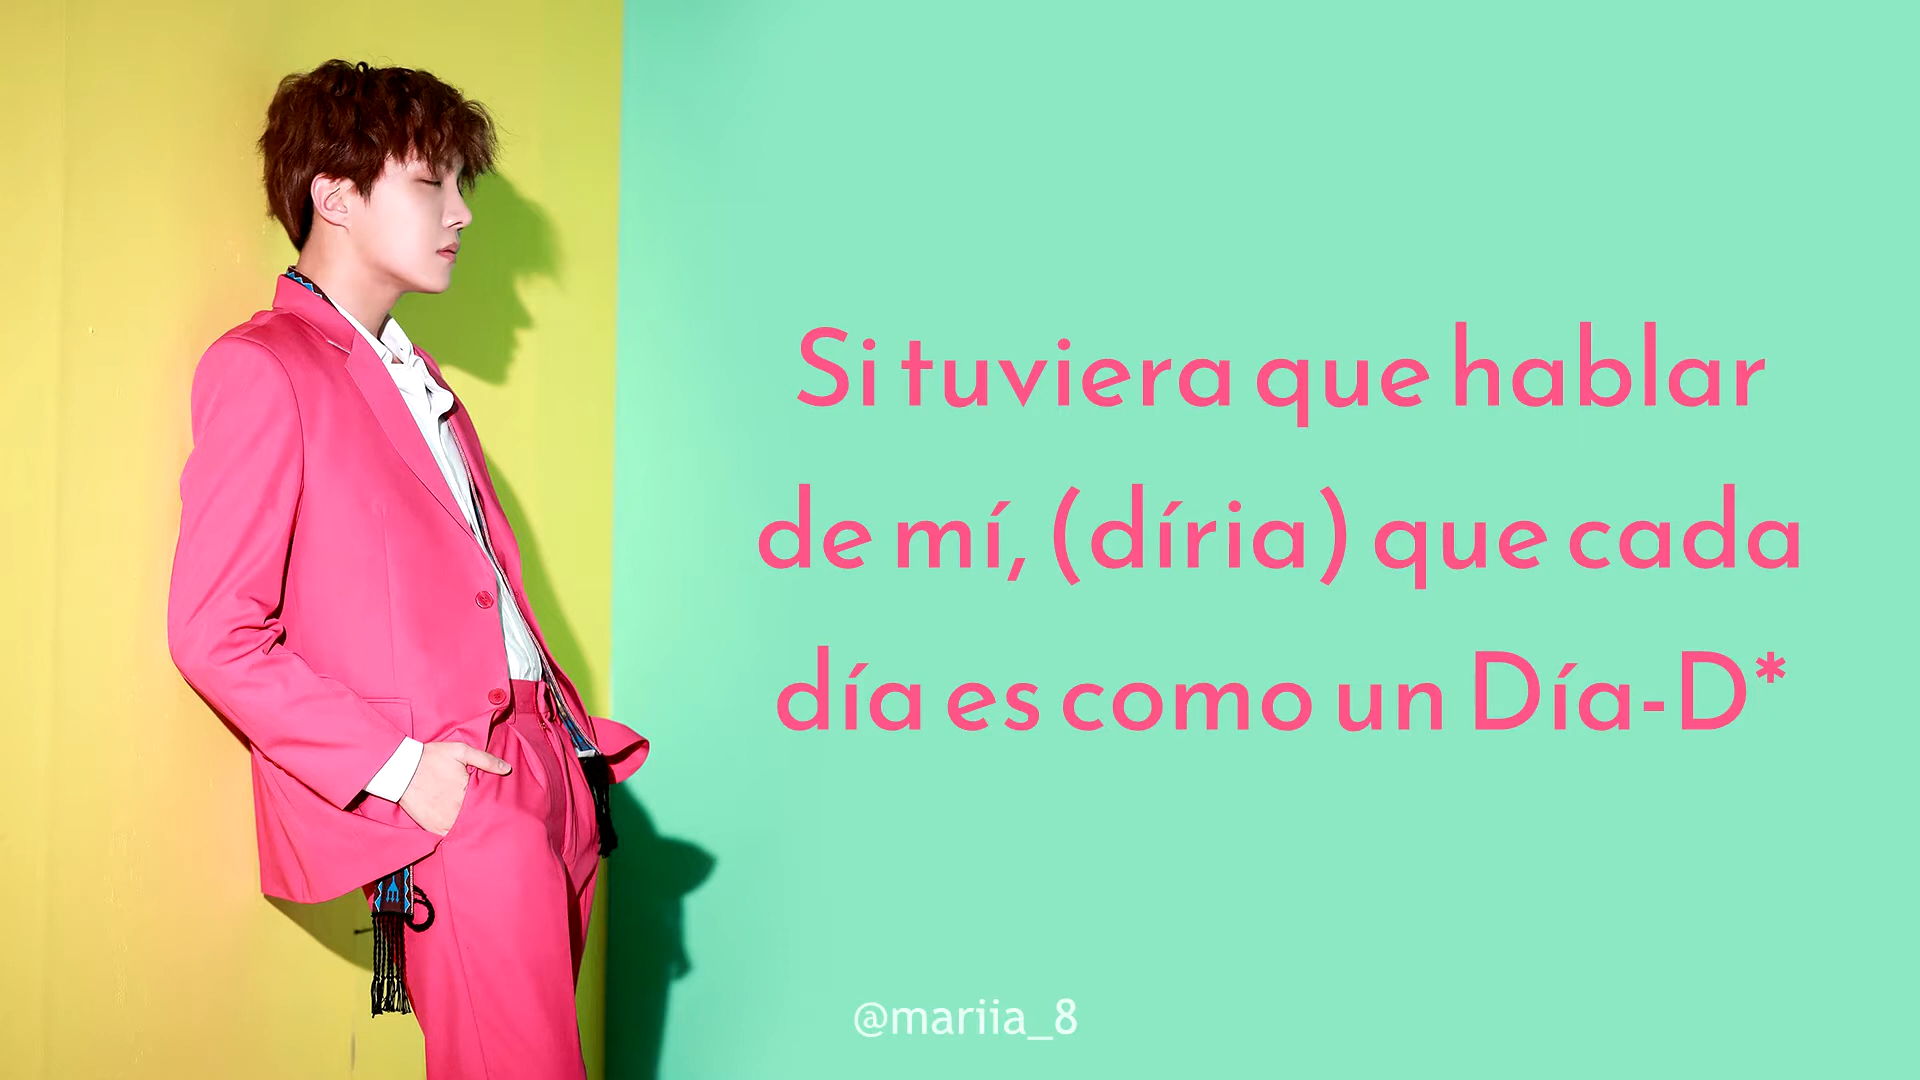 Si tuviera que hablar
de mí, (díria) que cada
día es como un Día-D*
@mariia_8